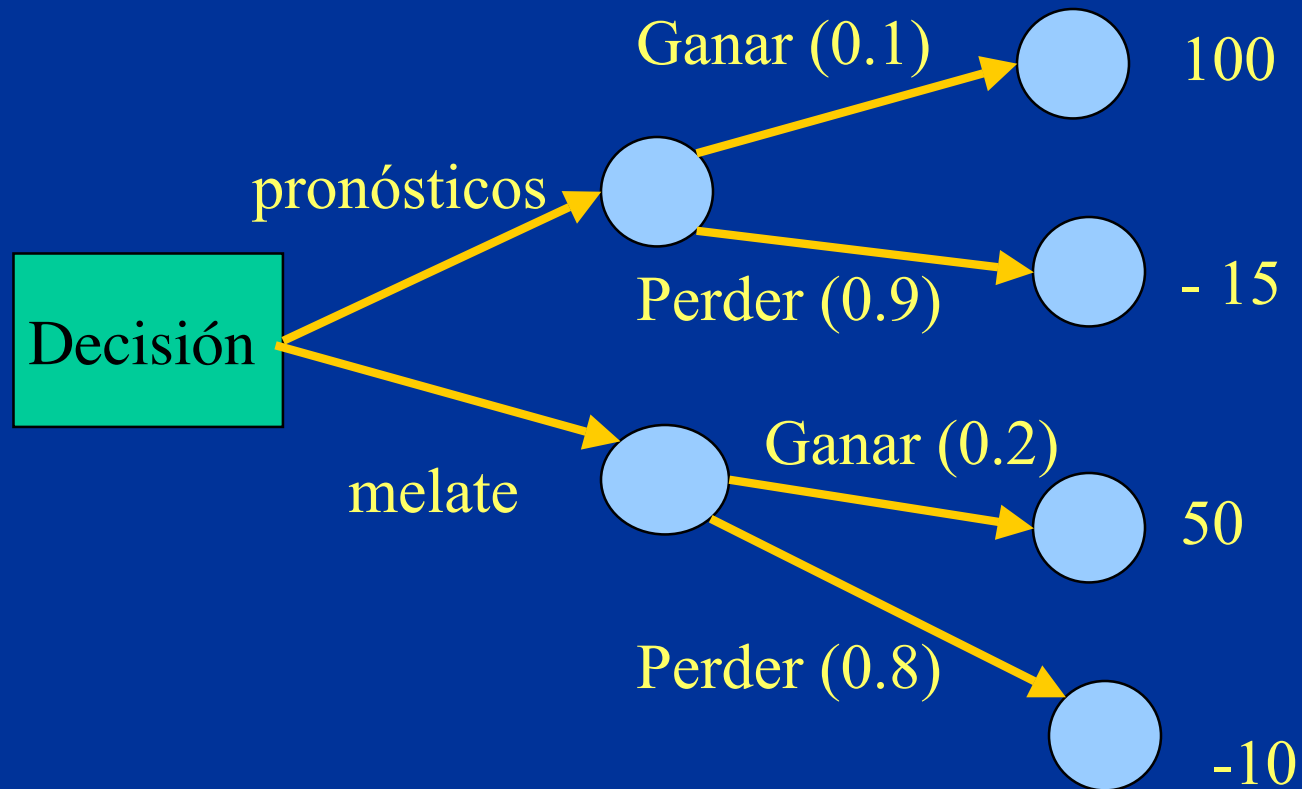 Ganar (0.1)
100
pronósticos
Perder (0.9)
- 15
Decisión
Ganar (0.2)
melate
50
Perder (0.8)
-10